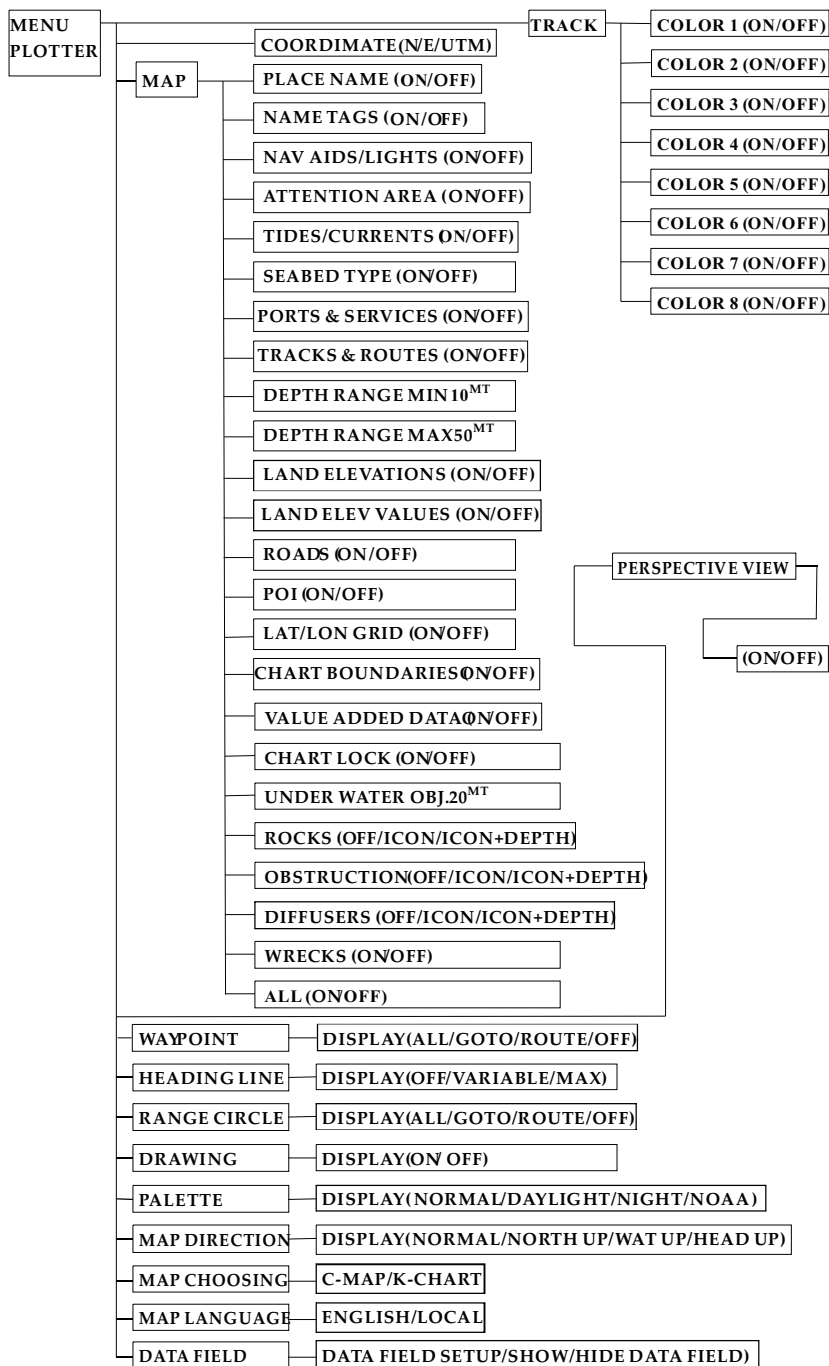 MENU
PLOTTER
TRACK
COLOR 1 (ON/OFF)
COLOR 2 (ON/OFF)
COLOR 3 (ON/OFF)
COLOR 4 (ON/OFF)
COLOR 5 (ON/OFF)
COLOR 6 (ON/OFF)
COLOR 7 (ON/OFF)
COLOR 8 (ON/OFF)
COORDIMATE(N/E/UTM)
MAP
PLACE NAME (ON/OFF)
NAME TAGS (ON/OFF)
NAV AIDS/LIGHTS (ON/OFF)
ATTENTION AREA (ON/OFF)
TIDES/CURRENTS (ON/OFF)
SEABED TYPE (ON/OFF)
PORTS & SERVICES (ON/OFF)
TRACKS & ROUTES (ON/OFF)
DEPTH RANGE MIN 10MT
DEPTH RANGE MAX50MT
LAND ELEVATIONS (ON/OFF)
LAND ELEV VALUES (ON/OFF)
ROADS (ON/OFF)
POI (ON/OFF)
LAT/LON GRID (ON/OFF)
CHART BOUNDARIES(ON/OFF)
VALUE ADDED DATA(ON/OFF)
CHART LOCK (ON/OFF)
UNDER WATER OBJ.20MT
ROCKS (OFF/ICON/ICON+DEPTH)
OBSTRUCTION(OFF/ICON/ICON+DEPTH)
DIFFUSERS (OFF/ICON/ICON+DEPTH)
WRECKS (ON/OFF)
ALL (ON/OFF)
PERSPECTIVE VIEW
(ON/OFF)
WAYPOINT DISPLAY(ALL/GOTO/ROUTE/OFF)
HEADING LINE DISPLAY(OFF/VARIABLE/MAX)
RANGE CIRCLE DISPLAY(ALL/GOTO/ROUTE/OFF)
DRAWING DISPLAY(ON/ OFF)
PALETTE DISPLAY(NORMAL/DAYLIGHT/NIGHT/NOAA)
MAP DIRECTION DISPLAY(NORMAL/NORTH UP/WAT UP/HEAD UP)
MAP CHOOSING C-MAP/K-CHART
MAP LANGUAGE ENGLISH/LOCAL
DATA FIELD DATA FIELD SETUP/SHOW/HIDE DATA FIELD)